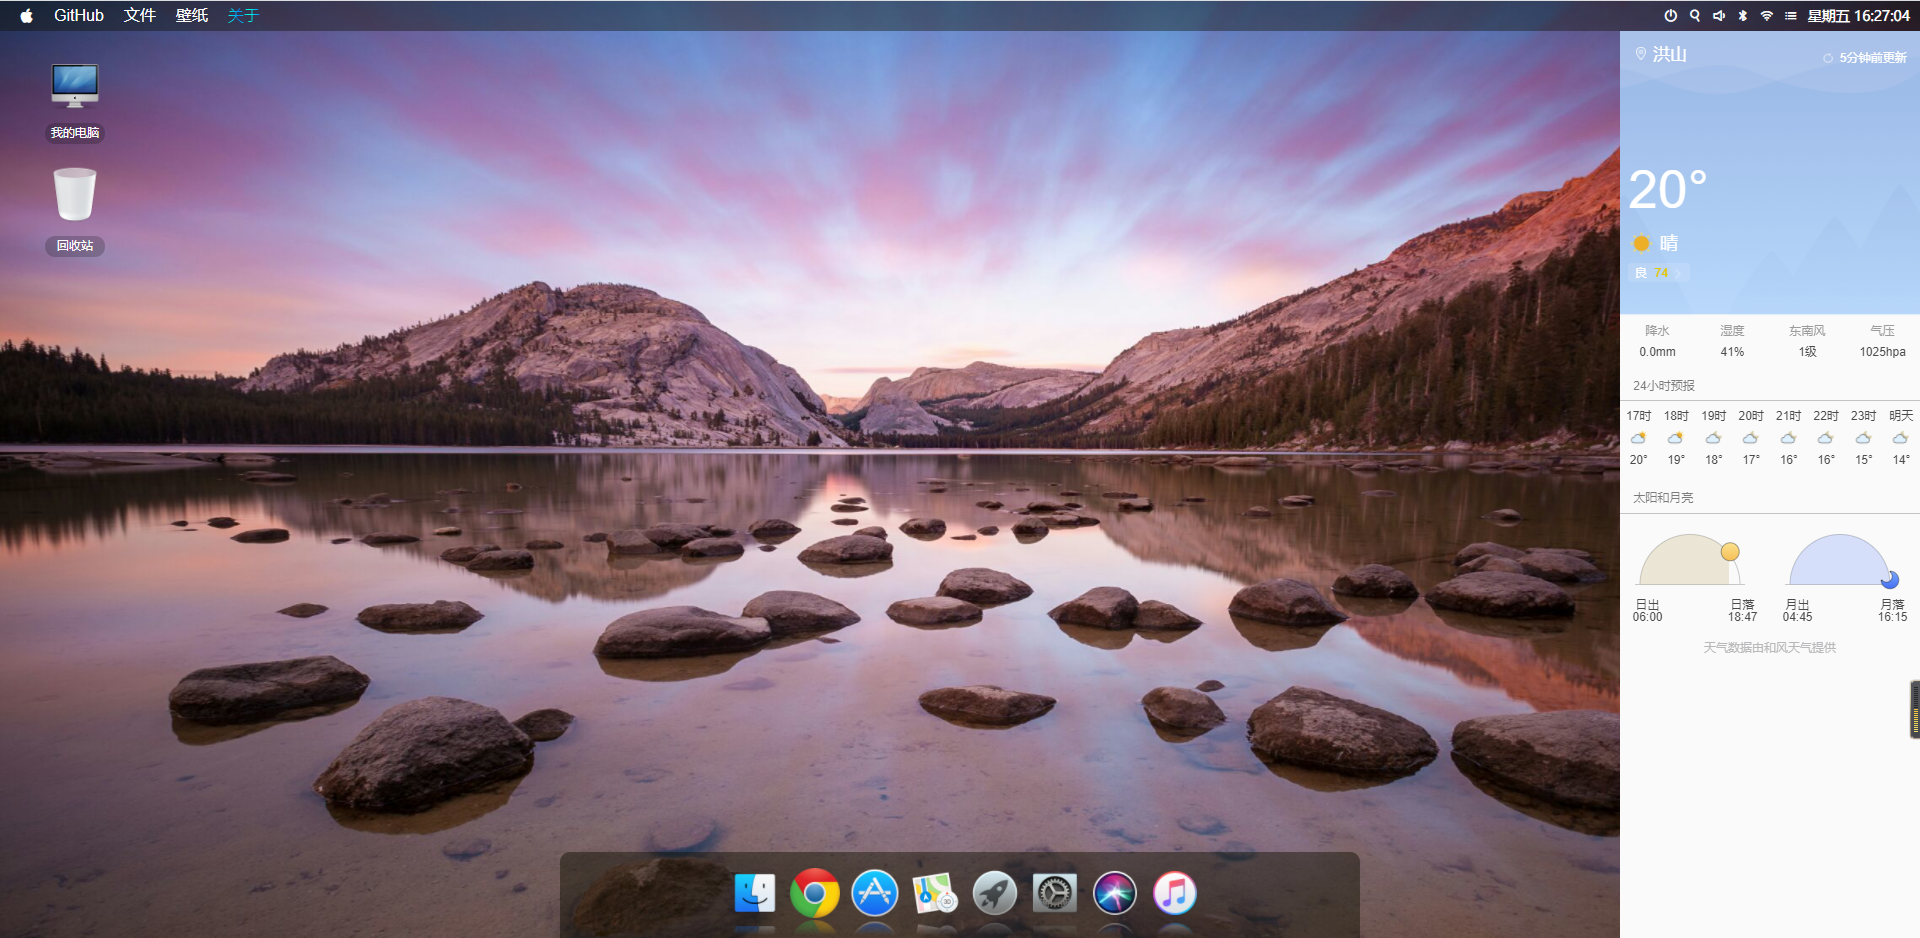 GitHub 文件 壁纸 关于
星期五 16:27:04
我的电脑
回收站
洪山
5分钟前更新
20°
晴
良 74
降水 湿度 东南风 气压
0.0mm 41% 1级 1025hpa
24小时预报
17时 18时 19时 20时 21时 22时 23时 明天
20° 19° 18° 17° 16° 16° 15° 14°
太阳和月亮
日出 日落 月出 月落
06:00 18:47 04:45 16:15
天气数据由和风天气提供